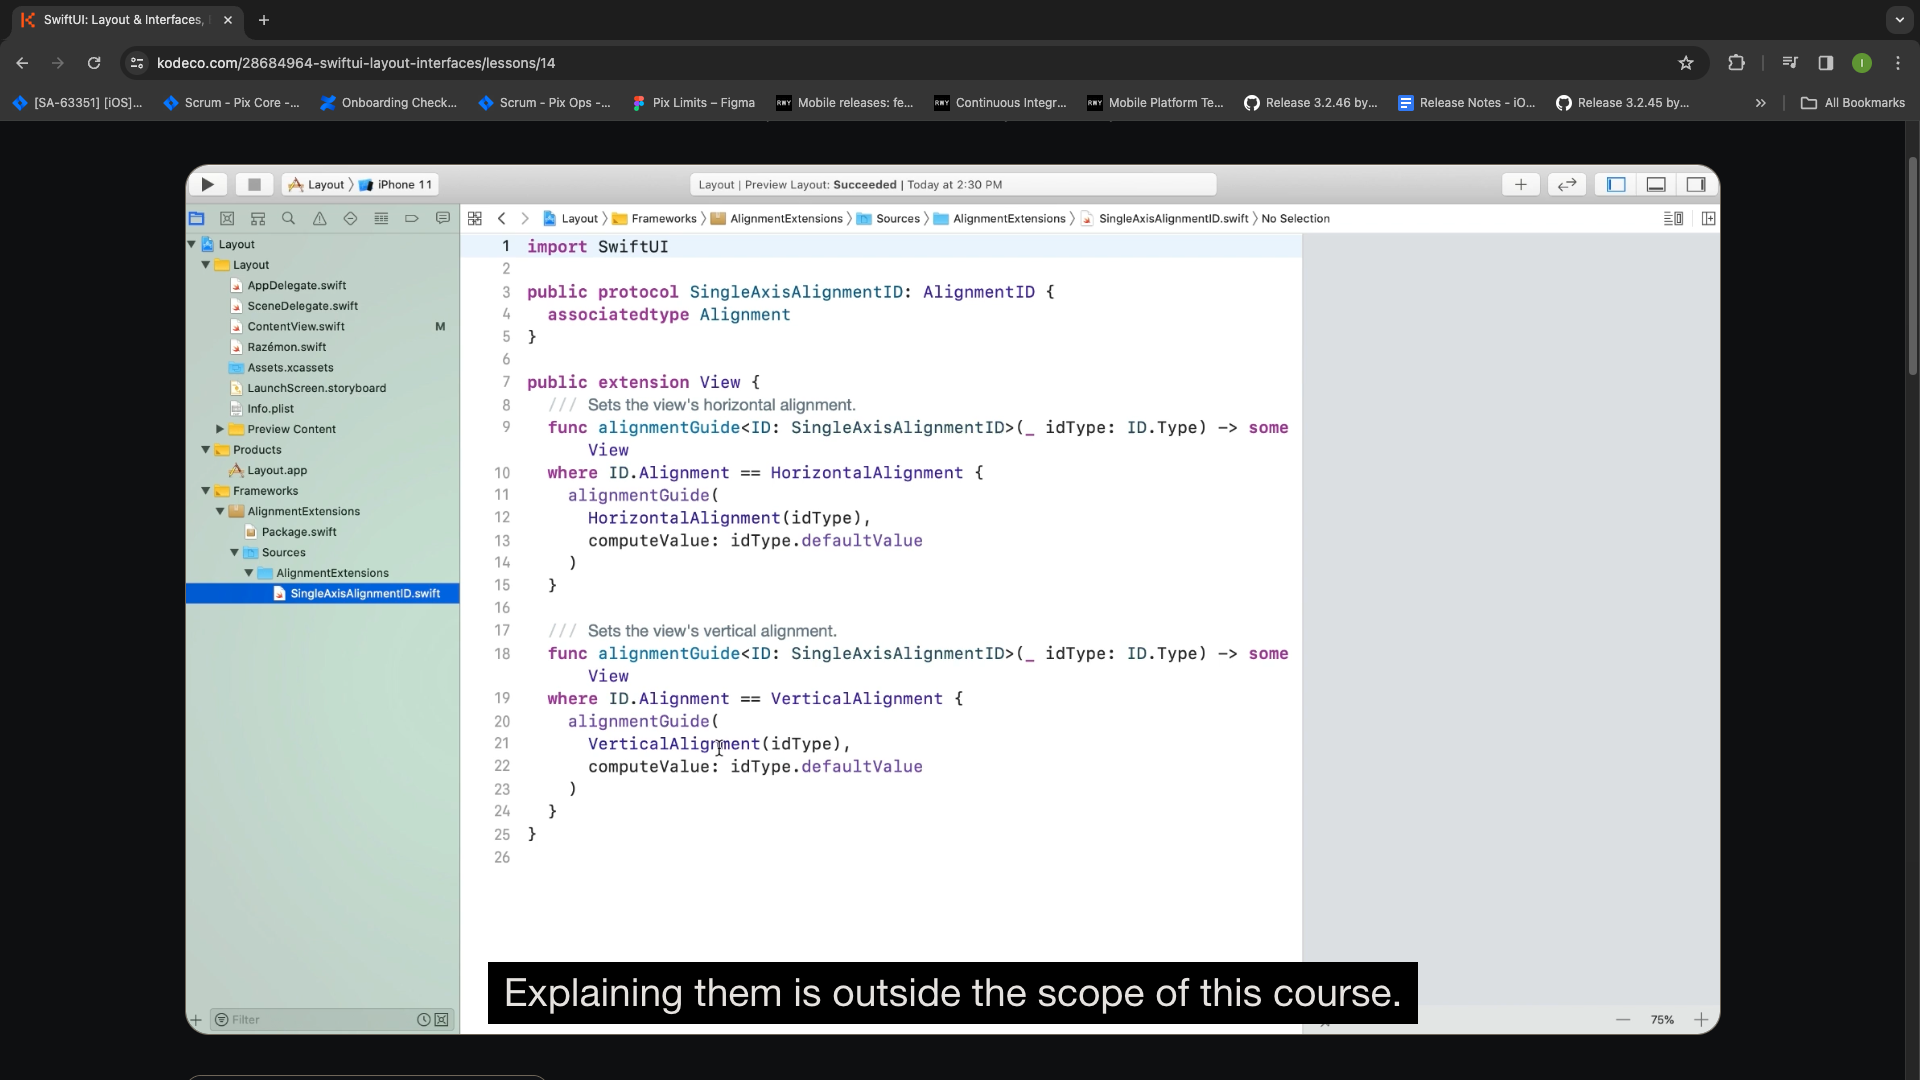 SwiftUI: Layout & Interfaces,
kodeco.com/28684964-swiftui-layout-interfaces/lessons/14
I
[SA-63351] [iOS]...
Scrum - Pix Core -...
Onboarding Check...
Scrum - Pix Ops -...
Pix Limits – Figma
RWY Mobile releases: fe...
RWY Continuous Integr...
RWY Mobile Platform Te...
Release 3.2.46 by...
Release Notes - iO...
Release 3.2.45 by...
»
All Bookmarks
Layout
iPhone 11
Layout | Preview Layout: Succeeded | Today at 2:30 PM
Layout
Frameworks
AlignmentExtensions
Sources
AlignmentExtensions
SingleAxisAlignmentID.swift
No Selection
Layout
Layout
AppDelegate.swift
SceneDelegate.swift
ContentView.swift M
Razémon.swift
Assets.xcassets
LaunchScreen.storyboard
Info.plist
Preview Content
Products
Layout.app
Frameworks
AlignmentExtensions
Package.swift
Sources
AlignmentExtensions
SingleAxisAlignmentID.swift
Filter
1 import SwiftUI
2
3 public protocol SingleAxisAlignmentID: AlignmentID {
4 associatedtype Alignment
5 }
6
7 public extension View {
8 /// Sets the view's horizontal alignment.
9 func alignmentGuide<ID: SingleAxisAlignmentID>(_ idType: ID.Type) -> some
View
10 where ID.Alignment == HorizontalAlignment {
11 alignmentGuide(
12 HorizontalAlignment(idType),
13 computeValue: idType.defaultValue
14 )
15 }
16
17 /// Sets the view's vertical alignment.
18 func alignmentGuide<ID: SingleAxisAlignmentID>(_ idType: ID.Type) -> some
View
19 where ID.Alignment == VerticalAlignment {
20 alignmentGuide(
21 VerticalAlignment(idType),
22 computeValue: idType.defaultValue
23 )
24 }
25 }
26
Explaining them is outside the scope of this course.
75%